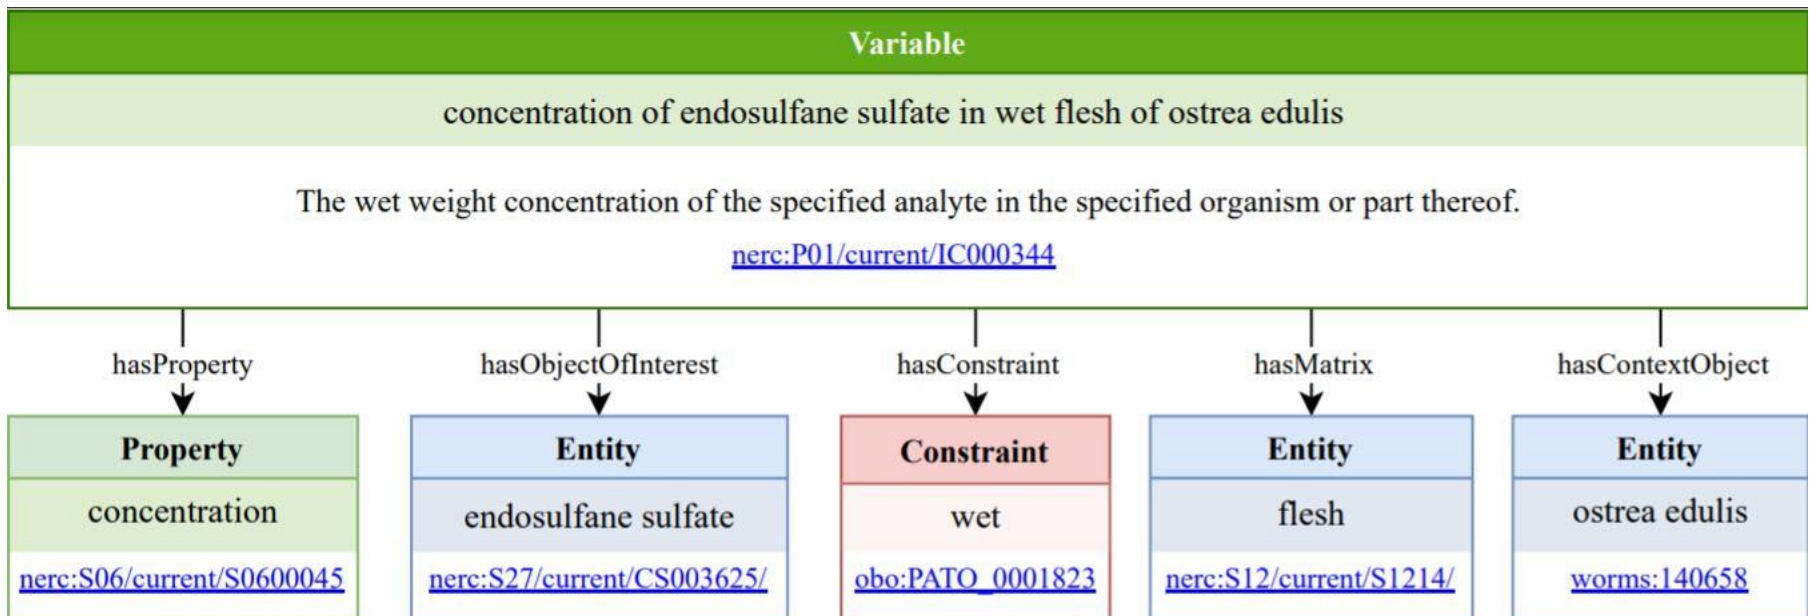 Variable
concentration of endosulfane sulfate in wet flesh of ostrea edulis
The wet weight concentration of the specified analyte in the specified organism or part thereof.
nerc:P01/current/IC000344
hasProperty hasObjectOfInterest hasConstraint hasMatrix hasContextObject
Property Entity Constraint Entity Entity
concentration endosulfane sulfate wet flesh ostrea edulis
nerc:S06/current/S0600045 nerc:S27/current/CS003625/ obo:PATO_0001823 nerc:S12/current/S1214/ worms:140658